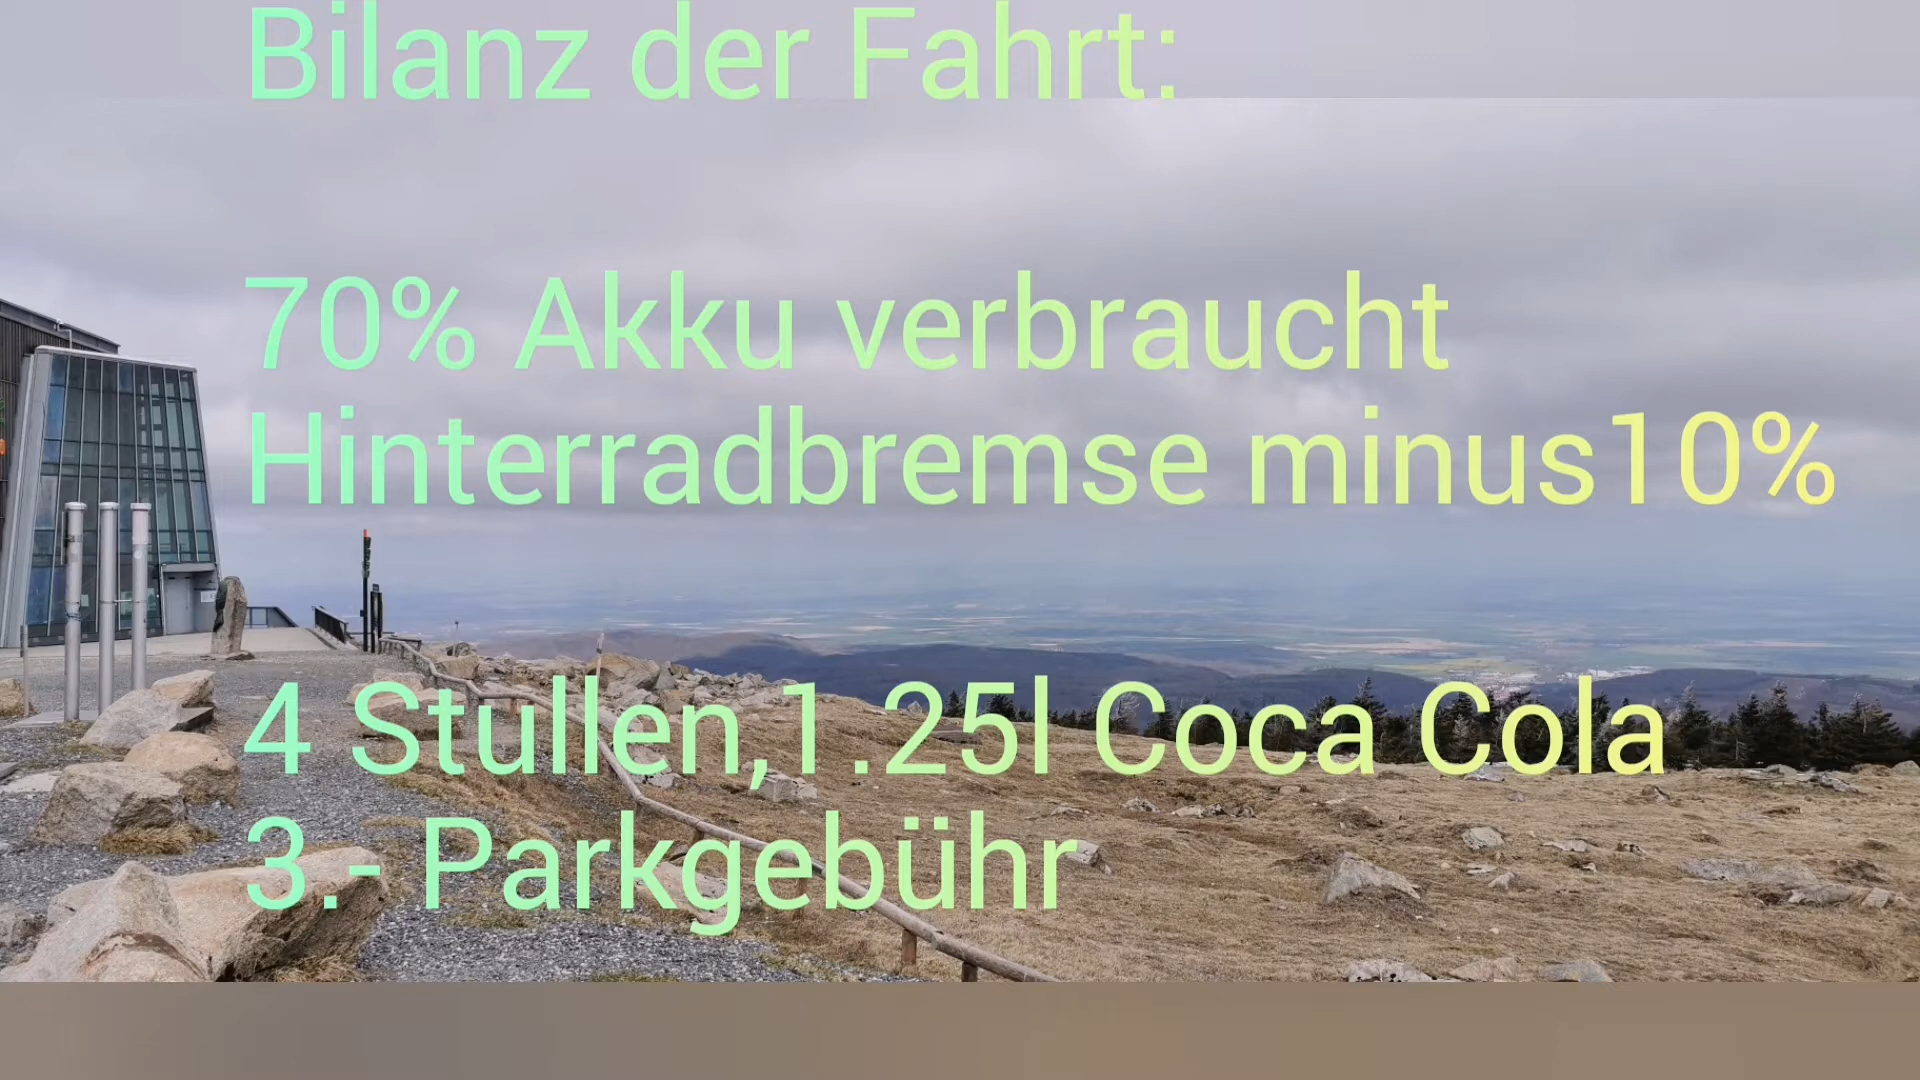 Bilanz der Fahrt:
70% Akku verbraucht
Hinterradbremse minus10%
4 Stullen,1.25l Coca Cola
3.- Parkgebühr